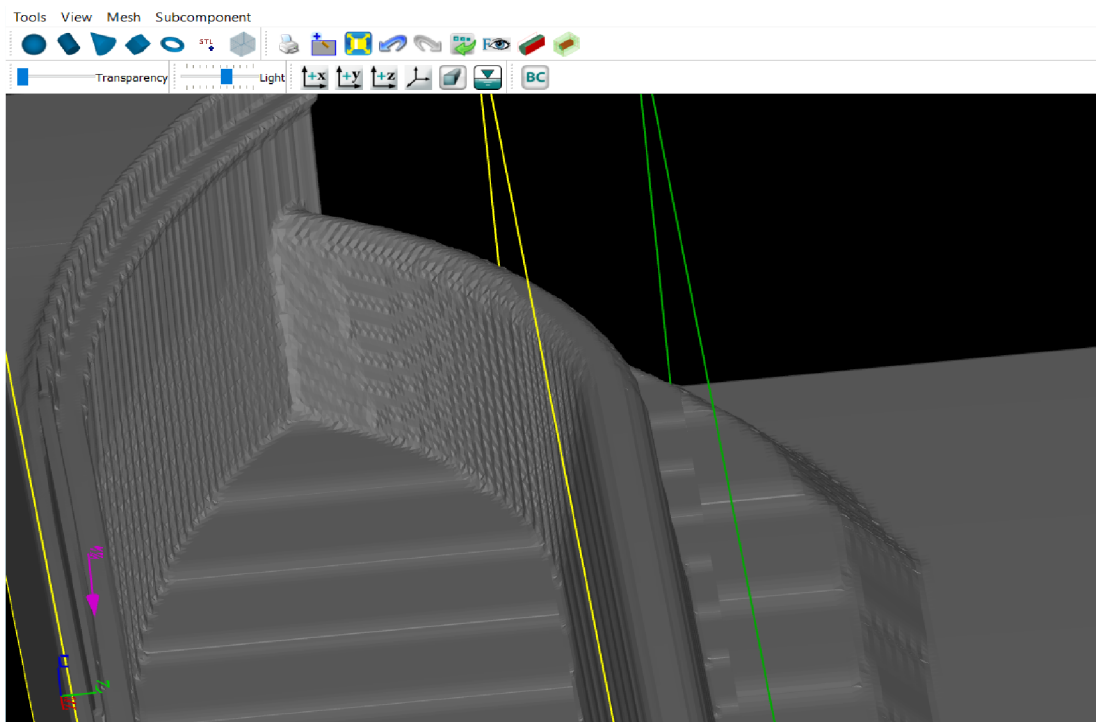 Tools View Mesh Subcomponent
STL
Transparency Light +x +y +z BC